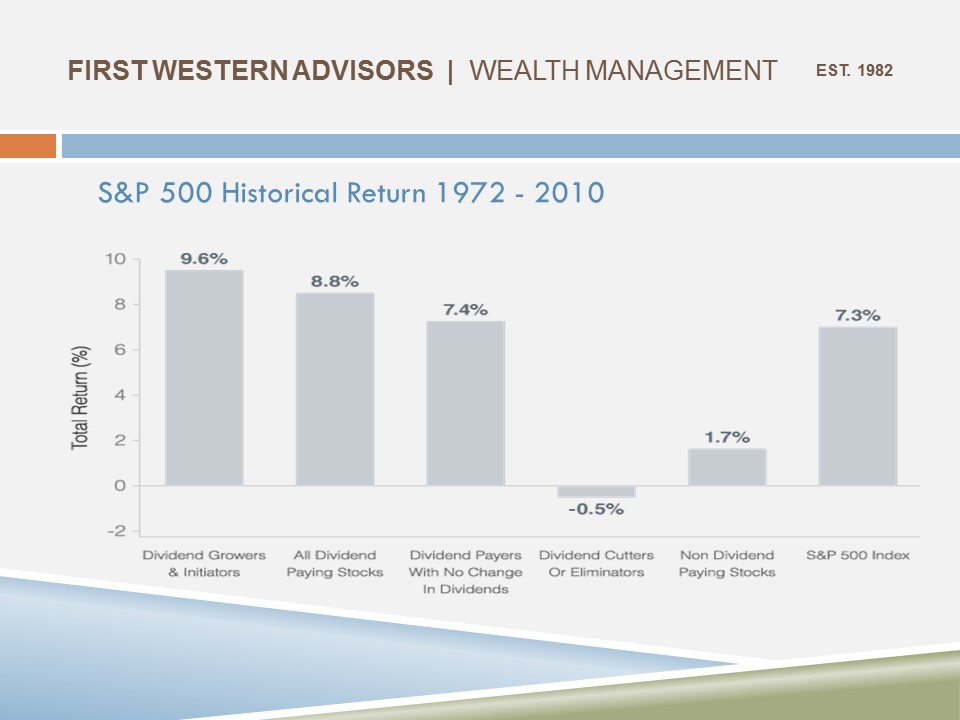 FIRST WESTERN ADVISORS | WEALTH MANAGEMENT EST. 1982
S&P 500 Historical Return 1972 - 2010
Total Return (%)
10
8
6
4
2
0
-2
9.6%
8.8%
7.4%
-0.5%
1.7%
7.3%
Dividend Growers
& Initiators
All Dividend
Paying Stocks
Dividend Payers
With No Change
In Dividends
Dividend Cutters
Or Eliminators
Non Dividend
Paying Stocks
S&P 500 Index